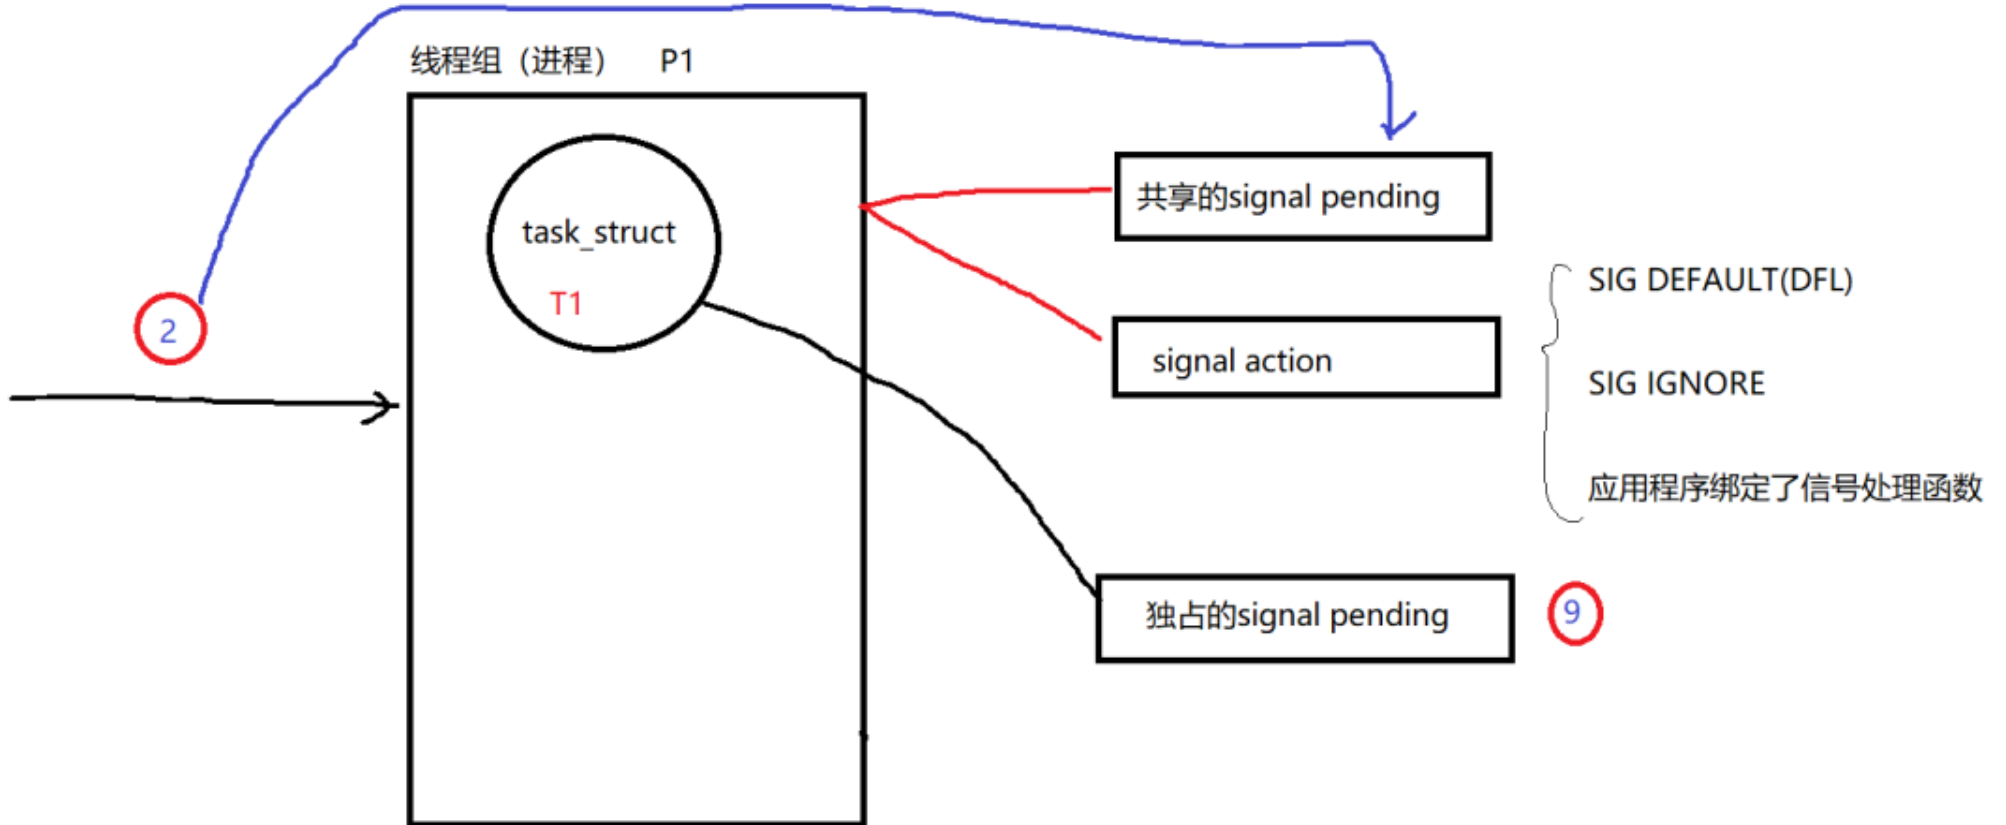 线程组（进程） P1
task_struct
T1
2
共享的signal pending
signal action
SIG DEFAULT(DFL)
SIG IGNORE
应用程序绑定了信号处理函数
独占的signal pending
9